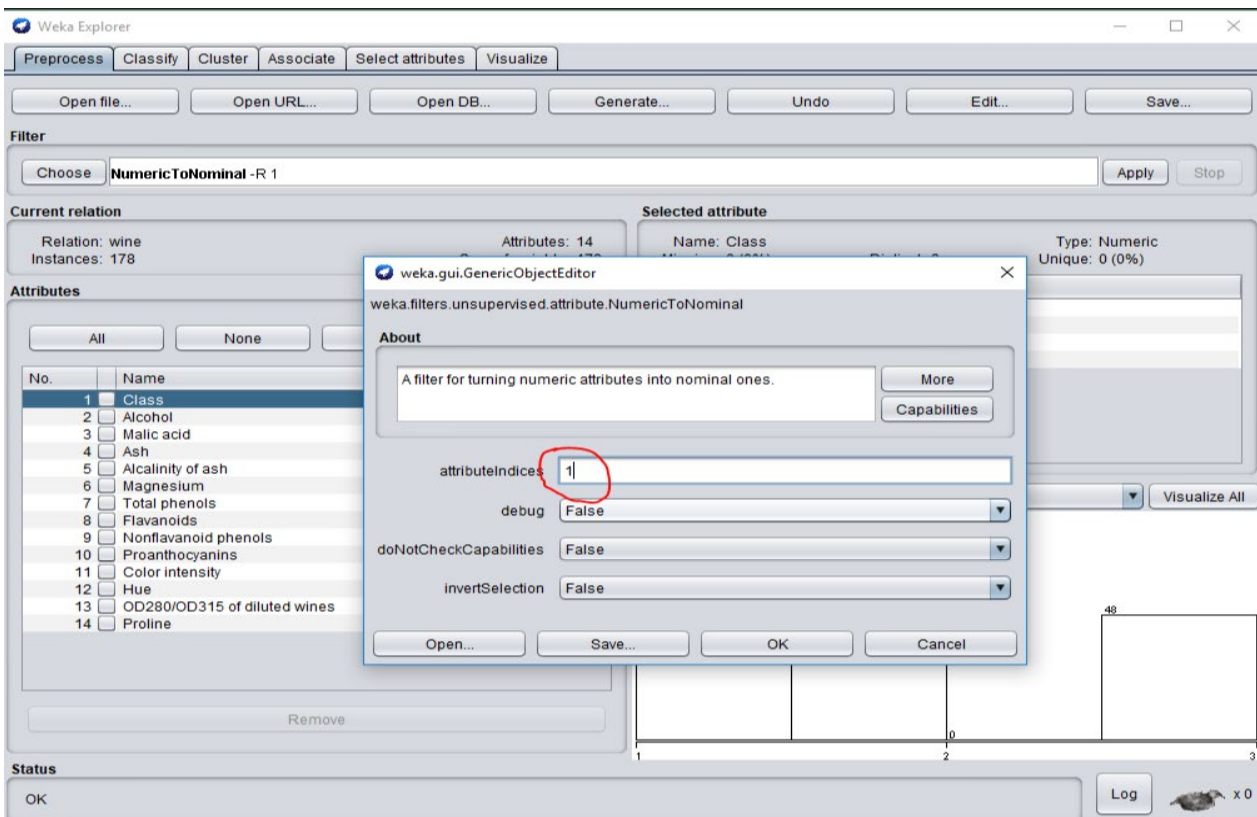 Weka Explorer
Preprocess Classify Cluster Associate Select attributes Visualize
Open file... Open URL... Open DB... Generate... Undo Edit... Save...
Filter
Choose NumericToNominal -R 1 Apply Stop
Current relation
Relation: wine Attributes: 14
Instances: 178
Selected attribute
Name: Class Type: Numeric
Unique: 0 (0%)
Attributes
All None
No. Name
1 Class
2 Alcohol
3 Malic acid
4 Ash
5 Alcalinity of ash
6 Magnesium
7 Total phenols
8 Flavanoids
9 Nonflavanoid phenols
10 Proanthocyanins
11 Color intensity
12 Hue
13 OD280/OD315 of diluted wines
14 Proline
Remove
weka.gui.GenericObjectEditor
weka.filters.unsupervised.attribute.NumericToNominal
About
A filter for turning numeric attributes into nominal ones.
More
Capabilities
attributeIndices 1
debug False
doNotCheckCapabilities False
invertSelection False
Open... Save... OK Cancel
Visualize All
48
0
1 2 3
Status
OK
Log x 0